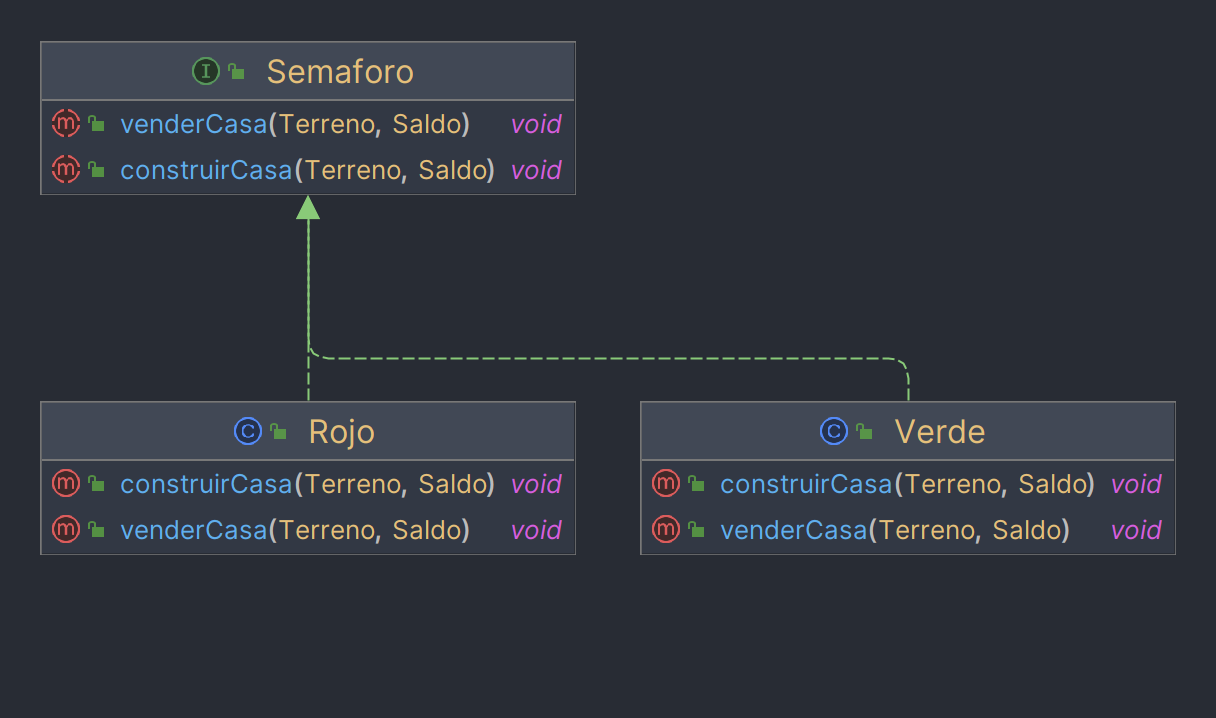 I Semaforo
m venderCasa(Terreno, Saldo) void
m construirCasa(Terreno, Saldo) void
C Rojo
m construirCasa(Terreno, Saldo) void
m venderCasa(Terreno, Saldo) void
C Verde
m construirCasa(Terreno, Saldo) void
m venderCasa(Terreno, Saldo) void